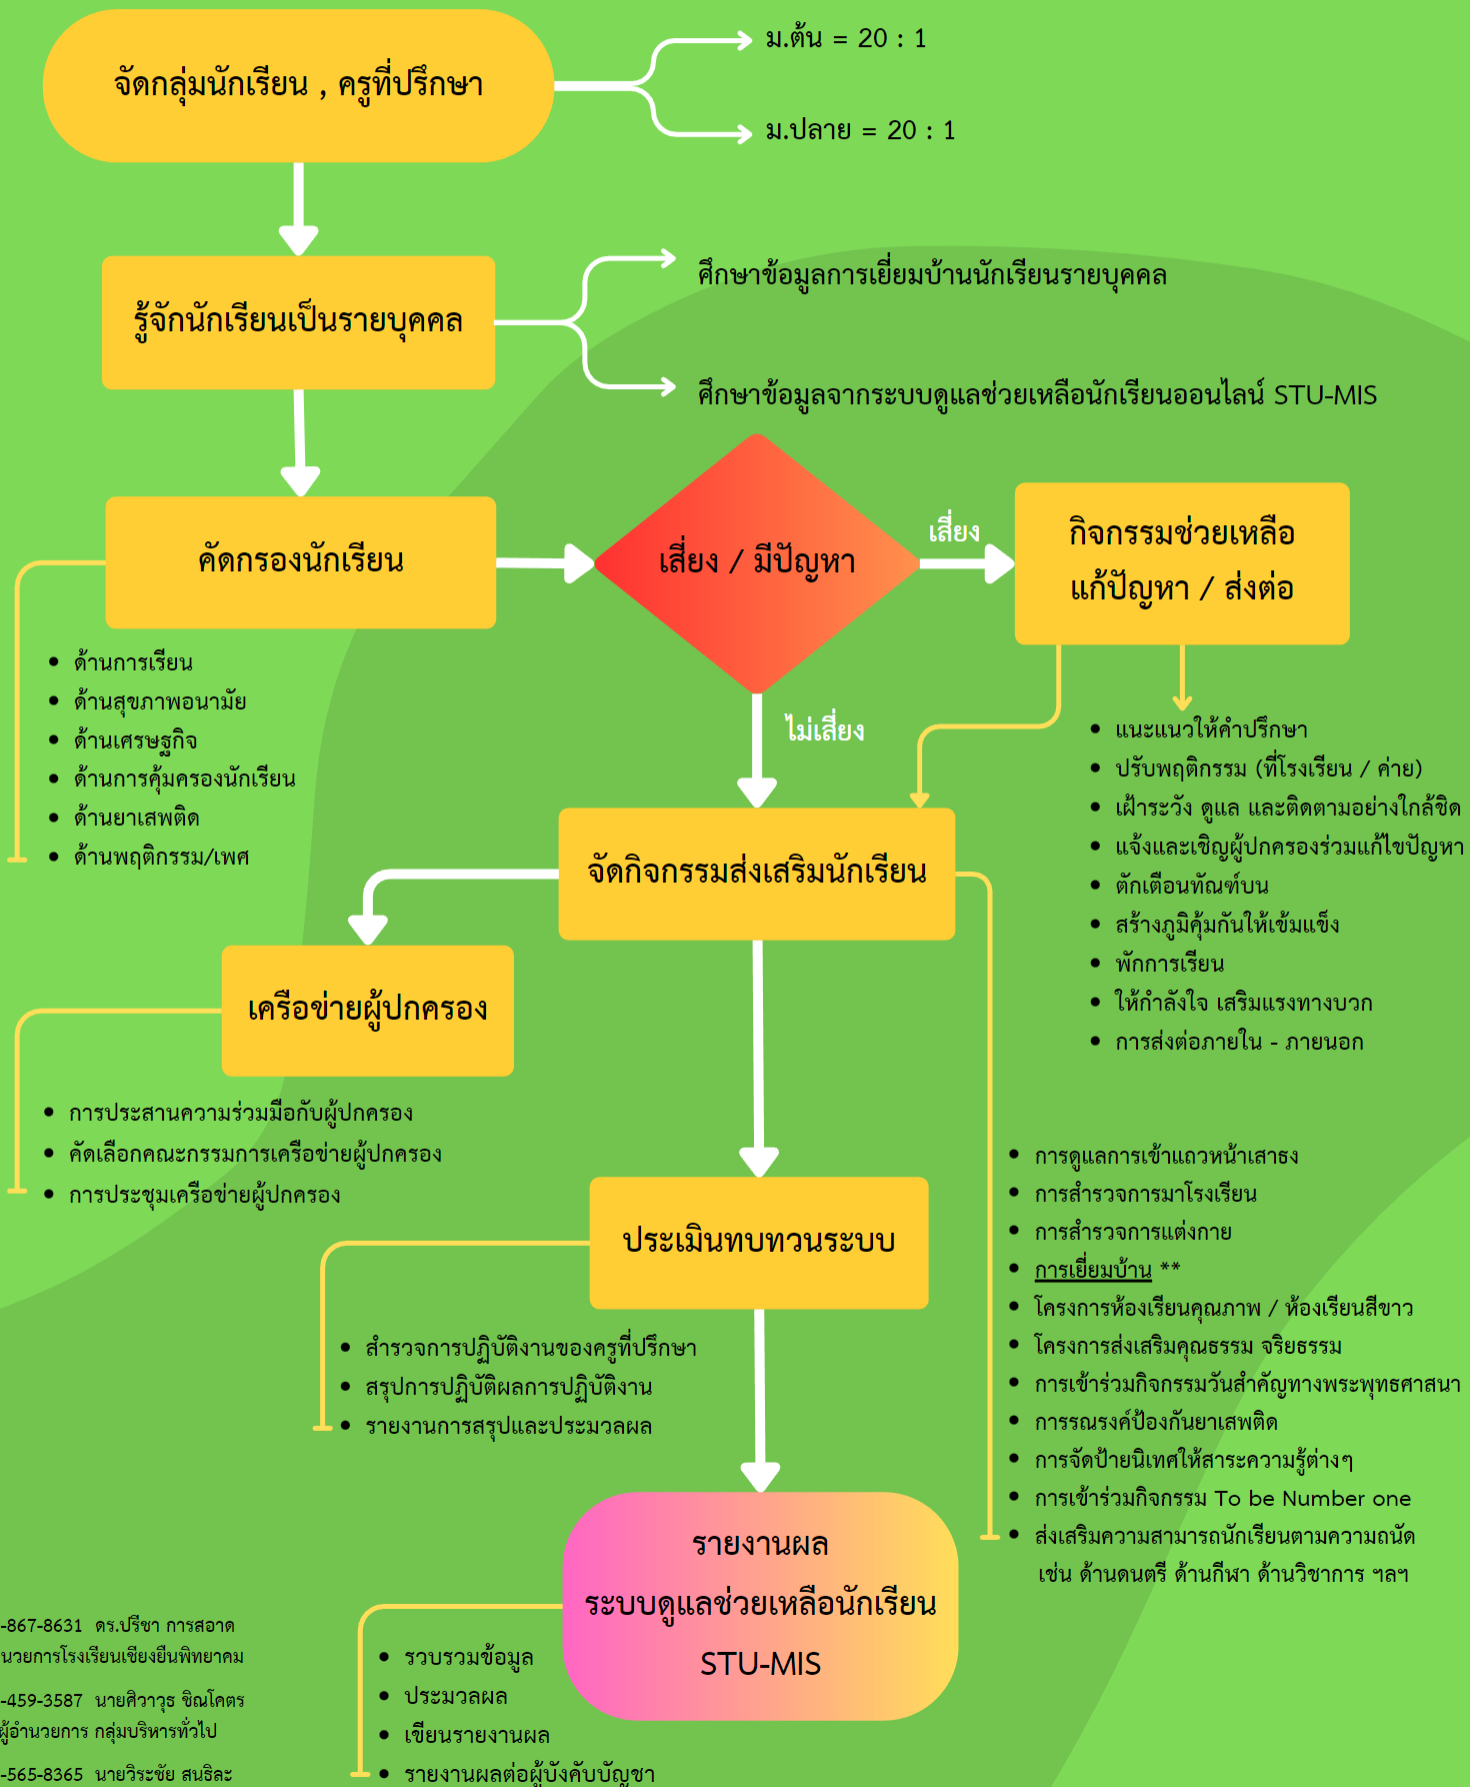 จัดกลุ่มนักเรียน , ครูที่ปรึกษา
ม.ต้น = 20 : 1
ม.ปลาย = 20 : 1
รู้จักนักเรียนเป็นรายบุคคล
ศึกษาข้อมูลการเยี่ยมบ้านนักเรียนรายบุคคล
ศึกษาข้อมูลจากระบบดูแลช่วยเหลือนักเรียนออนไลน์ STU-MIS
คัดกรองนักเรียน
เสี่ยง / มีปัญหา
เสี่ยง
กิจกรรมช่วยเหลือ
แก้ปัญหา / ส่งต่อ
• ด้านการเรียน
• ด้านสุขภาพอนามัย
• ด้านเศรษฐกิจ
• ด้านการคุ้มครองนักเรียน
• ด้านยาเสพติด
• ด้านพฤติกรรม/เพศ
ไม่เสี่ยง
• แนะแนวให้คำปรึกษา
• ปรับพฤติกรรม (ที่โรงเรียน / ค่าย)
• เฝ้าระวัง ดูแล และติดตามอย่างใกล้ชิด
• แจ้งและเชิญผู้ปกครองร่วมแก้ไขปัญหา
• ตักเตือนทัณฑ์บน
• สร้างภูมิคุ้มกันให้เข้มแข็ง
• พักการเรียน
• ให้กำลังใจ เสริมแรงทางบวก
• การส่งต่อภายใน - ภายนอก
จัดกิจกรรมส่งเสริมนักเรียน
เครือข่ายผู้ปกครอง
• การประสานความร่วมมือกับผู้ปกครอง
• คัดเลือกคณะกรรมการเครือข่ายผู้ปกครอง
• การประชุมเครือข่ายผู้ปกครอง
• การดูแลการเข้าแถวหน้าเสาธง
• การสำรวจการมาโรงเรียน
• การสำรวจการแต่งกาย
• การเยี่ยมบ้าน **
• โครงการห้องเรียนคุณภาพ / ห้องเรียนสีขาว
• โครงการส่งเสริมคุณธรรม จริยธรรม
• การเข้าร่วมกิจกรรมวันสำคัญทางพระพุทธศาสนา
• การรณรงค์ป้องกันยาเสพติด
• การจัดป้ายนิเทศให้สาระความรู้ต่างๆ
• การเข้าร่วมกิจกรรม To be Number one
• ส่งเสริมความสามารถนักเรียนตามความถนัด
เช่น ด้านดนตรี ด้านกีฬา ด้านวิชาการ ฯลฯ
ประเมินทบทวนระบบ
• สำรวจการปฏิบัติงานของครูที่ปรึกษา
• สรุปการปฏิบัติผลการปฏิบัติงาน
• รายงานการสรุปและประมวลผล
รายงานผล
ระบบดูแลช่วยเหลือนักเรียน
STU-MIS
• รวบรวมข้อมูล
• ประมวลผล
• เขียนรายงานผล
• รายงานผลต่อผู้บังคับบัญชา
-867-8631 ดร.ปรีชา การสอาด
นวยการโรงเรียนเชียงยืนพิทยาคม
-459-3587 นายศิวาวุธ ชิณโคตร
ผู้อำนวยการ กลุ่มบริหารทั่วไป
-565-8365 นายวิระชัย สนธิละ